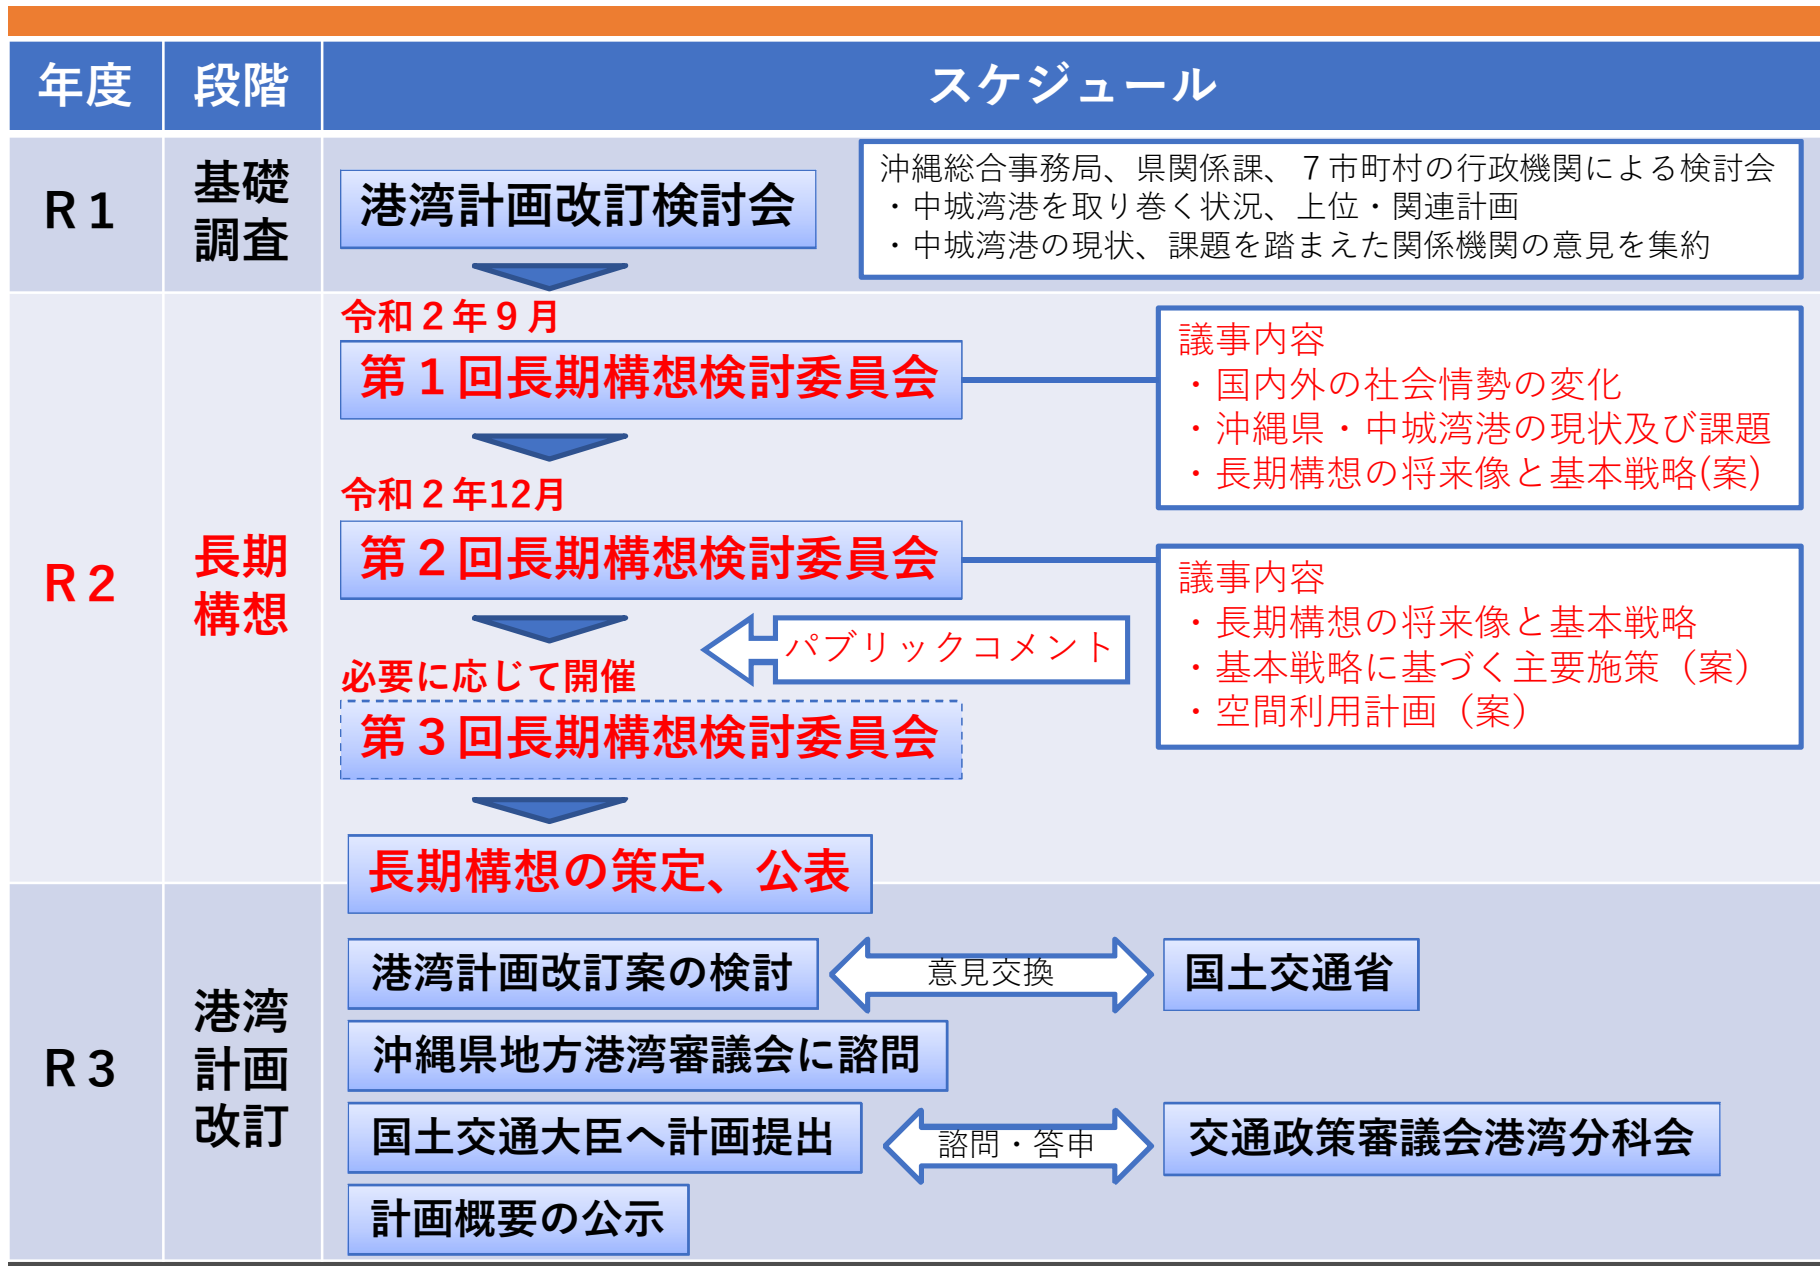 年度 段階 スケジュール
R1
基礎
調査
港湾計画改訂検討会
沖縄総合事務局、県関係課、7市町村の行政機関による検討会
・中城湾港を取り巻く状況、上位・関連計画
・中城湾港の現状、課題を踏まえた関係機関の意見を集約
R2
長期
構想
令和2年9月
第1回長期構想検討委員会
議事内容
・国内外の社会情勢の変化
・沖縄県・中城湾港の現状及び課題
・長期構想の将来像と基本戦略(案)
令和2年12月
第2回長期構想検討委員会
議事内容
・長期構想の将来像と基本戦略
・基本戦略に基づく主要施策（案）
・空間利用計画（案）
パブリックコメント
必要に応じて開催
第3回長期構想検討委員会
長期構想の策定、公表
R3
港湾
計画
改訂
港湾計画改訂案の検討
意見交換
国土交通省
沖縄県地方港湾審議会に諮問
国土交通大臣へ計画提出
諮問・答申
交通政策審議会港湾分科会
計画概要の公示